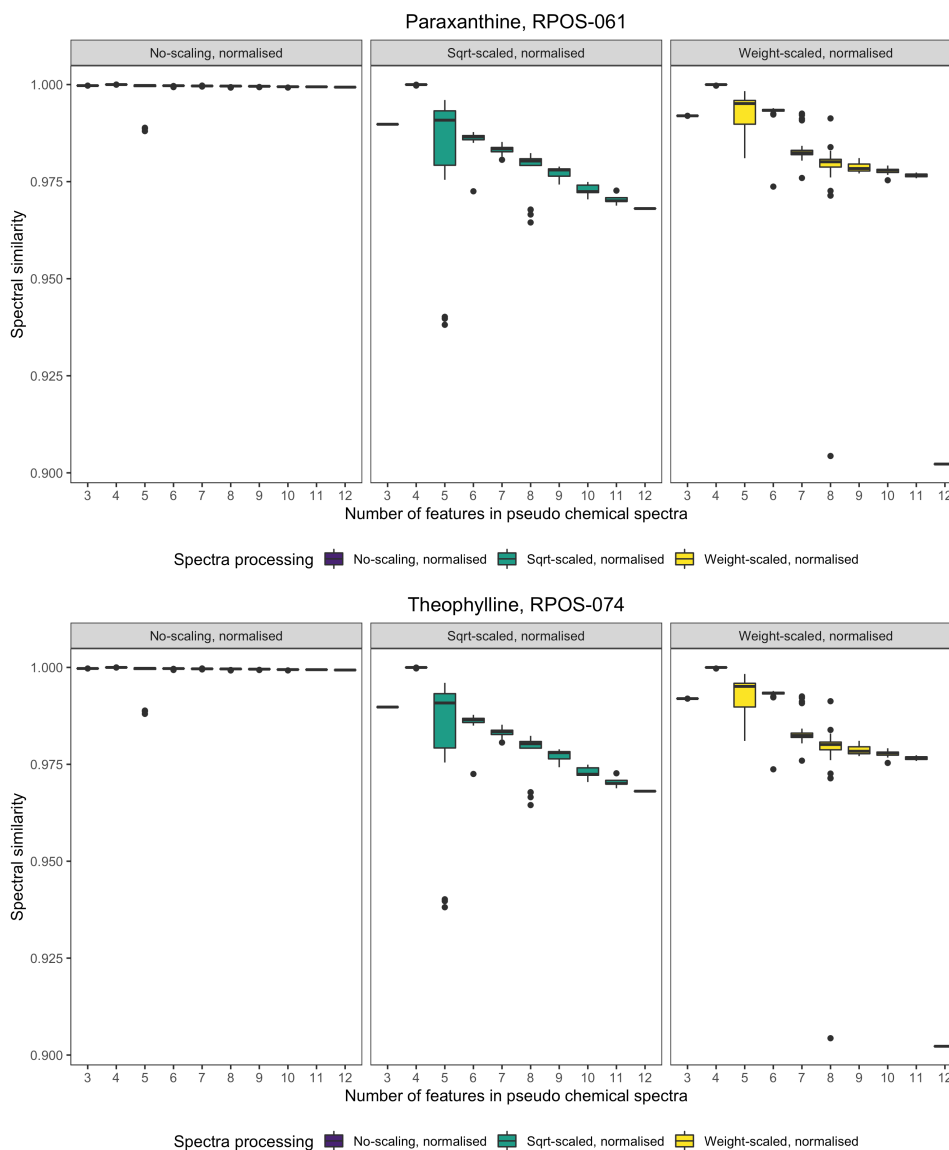 Paraxanthine, RPOS-061
No-scaling, normalised
Sqrt-scaled, normalised
Weight-scaled, normalised
Spectral similarity
1.000
0.975
0.950
0.925
0.900
3 4 5 6 7 8 9 10 11 12
3 4 5 6 7 8 9 10 11 12
3 4 5 6 7 8 9 10 11 12
Number of features in pseudo chemical spectra
Spectra processing No-scaling, normalised Sqrt-scaled, normalised Weight-scaled, normalised
Theophylline, RPOS-074
No-scaling, normalised
Sqrt-scaled, normalised
Weight-scaled, normalised
Spectral similarity
1.000
0.975
0.950
0.925
0.900
3 4 5 6 7 8 9 10 11 12
3 4 5 6 7 8 9 10 11 12
3 4 5 6 7 8 9 10 11 12
Number of features in pseudo chemical spectra
Spectra processing No-scaling, normalised Sqrt-scaled, normalised Weight-scaled, normalised